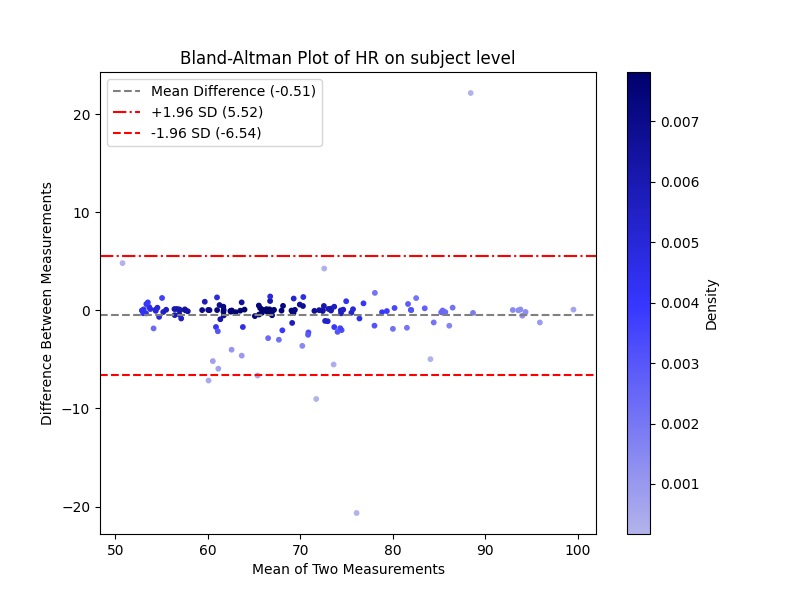 Bland-Altman Plot of HR on subject level
Mean Difference (-0.51)
+1.96 SD (5.52)
-1.96 SD (-6.54)
Difference Between Measurements
20
10
0
−10
−20
50
60
70
80
90
100
Mean of Two Measurements
0.007
0.006
0.005
0.004
0.003
0.002
0.001
Density